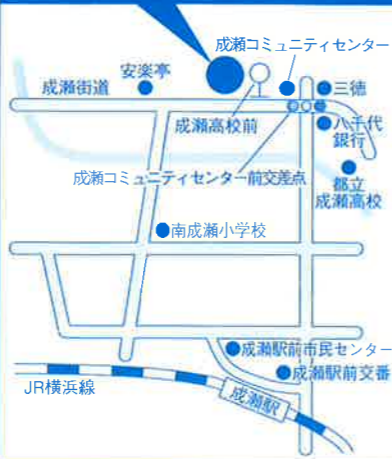 成瀬コミュニティセンター
安楽亭
成瀬街道
三徳
成瀬高校前
八千代
銀行
成瀬コミュニティセンター前交差点
都立
成瀬高校
南成瀬小学校
成瀬駅前市民センター
成瀬駅前交番
JR横浜線
成瀬駅